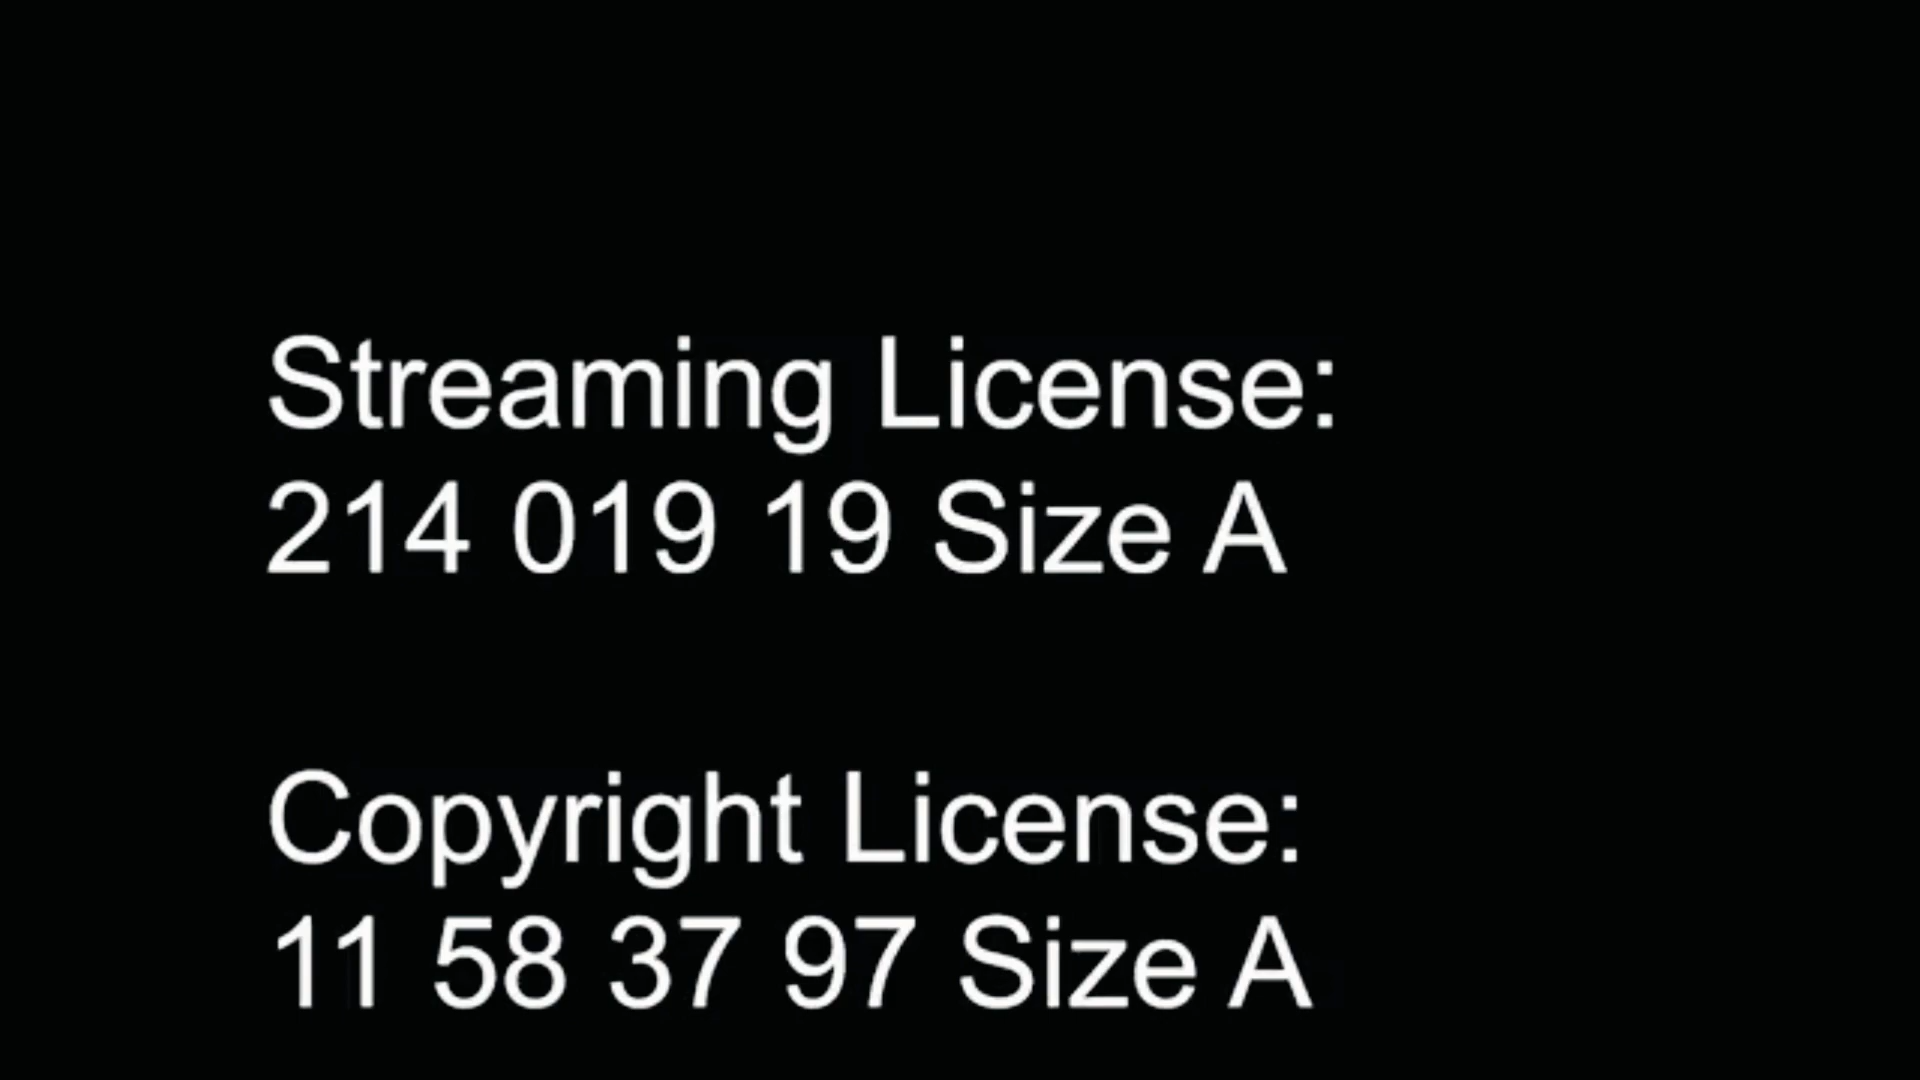 Streaming License:
214 019 19 Size A
Copyright License:
11 58 37 97 Size A